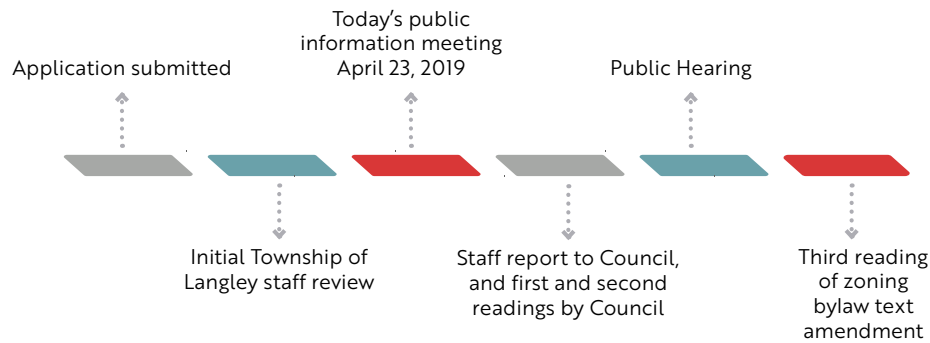 Application submitted
Initial Township of
Langley staff review
Today's public
information meeting
April 23, 2019
Staff report to Council,
and first and second
readings by Council
Public Hearing
Third reading
of zoning
bylaw text
amendment